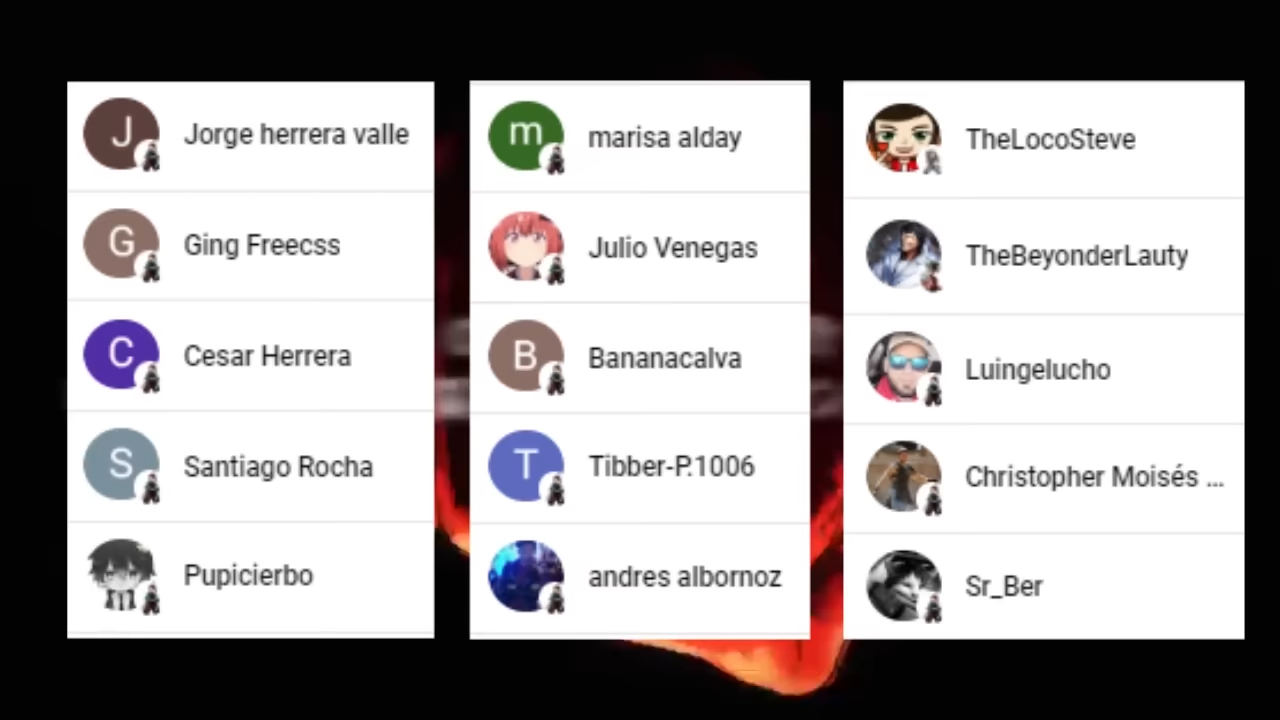 J
Jorge herrera valle
G
Ging Freecss
C
Cesar Herrera
S
Santiago Rocha
Pupicierbo
m
marisa alday
Julio Venegas
B
Bananacalva
T
Tibber-P.1006
andres albornoz
TheLocoSteve
TheBeyonderLauty
Luingelucho
Christopher Moisés ...
Sr_Ber